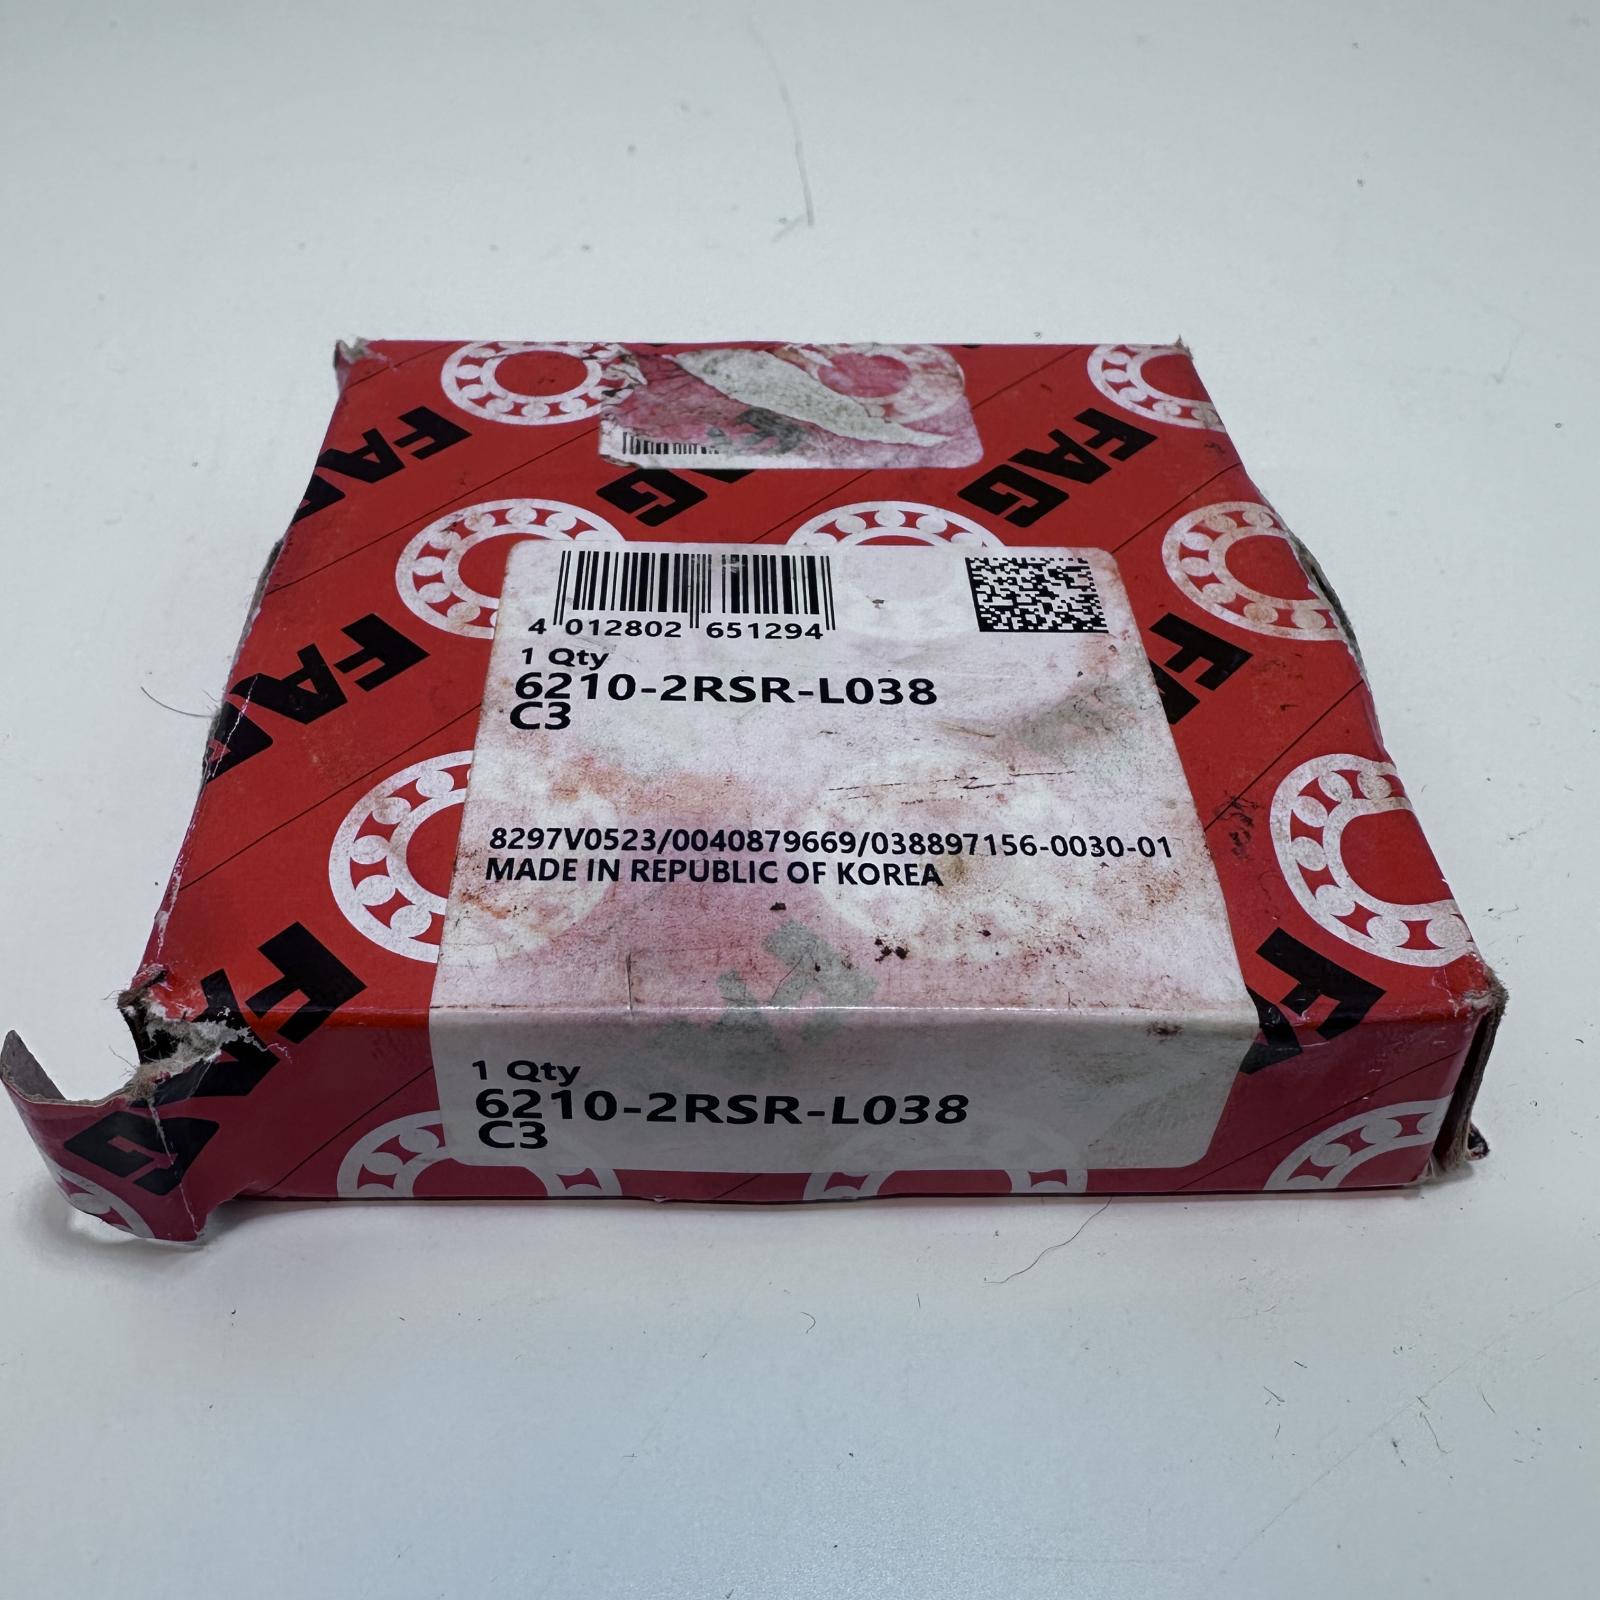 FAG
FAG
FAG
FAG
4 012802 651294
1 Qty
6210-2RSR-L038
C3
8297V0523/0040879669/038897156-0030-01
MADE IN REPUBLIC OF KOREA
FAG
1 Qty
6210-2RSR-L038
C3